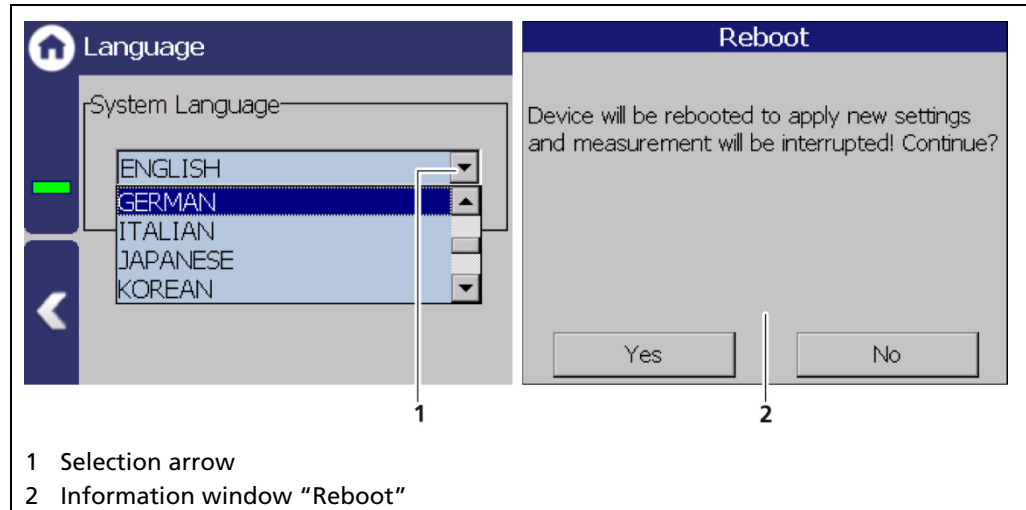 Language
System Language
ENGLISH
GERMAN
ITALIAN
JAPANESE
KOREAN
1
Reboot
Device will be rebooted to apply new settings
and measurement will be interrupted! Continue?
Yes No
2
1 Selection arrow
2 Information window “Reboot”